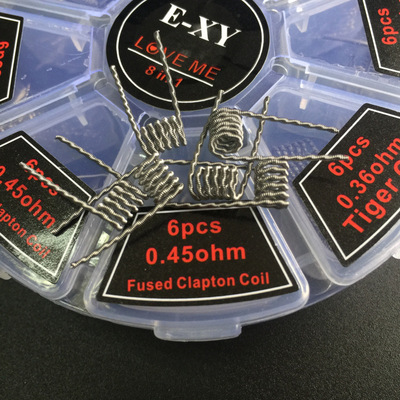 E-XY
LOVE ME
8 in 1
6pcs
0.45ohm
Clapton Coil
6pcs
0.45ohm
Fused Clapton Coil
6pcs
0.36ohm
Tiger
6pcs